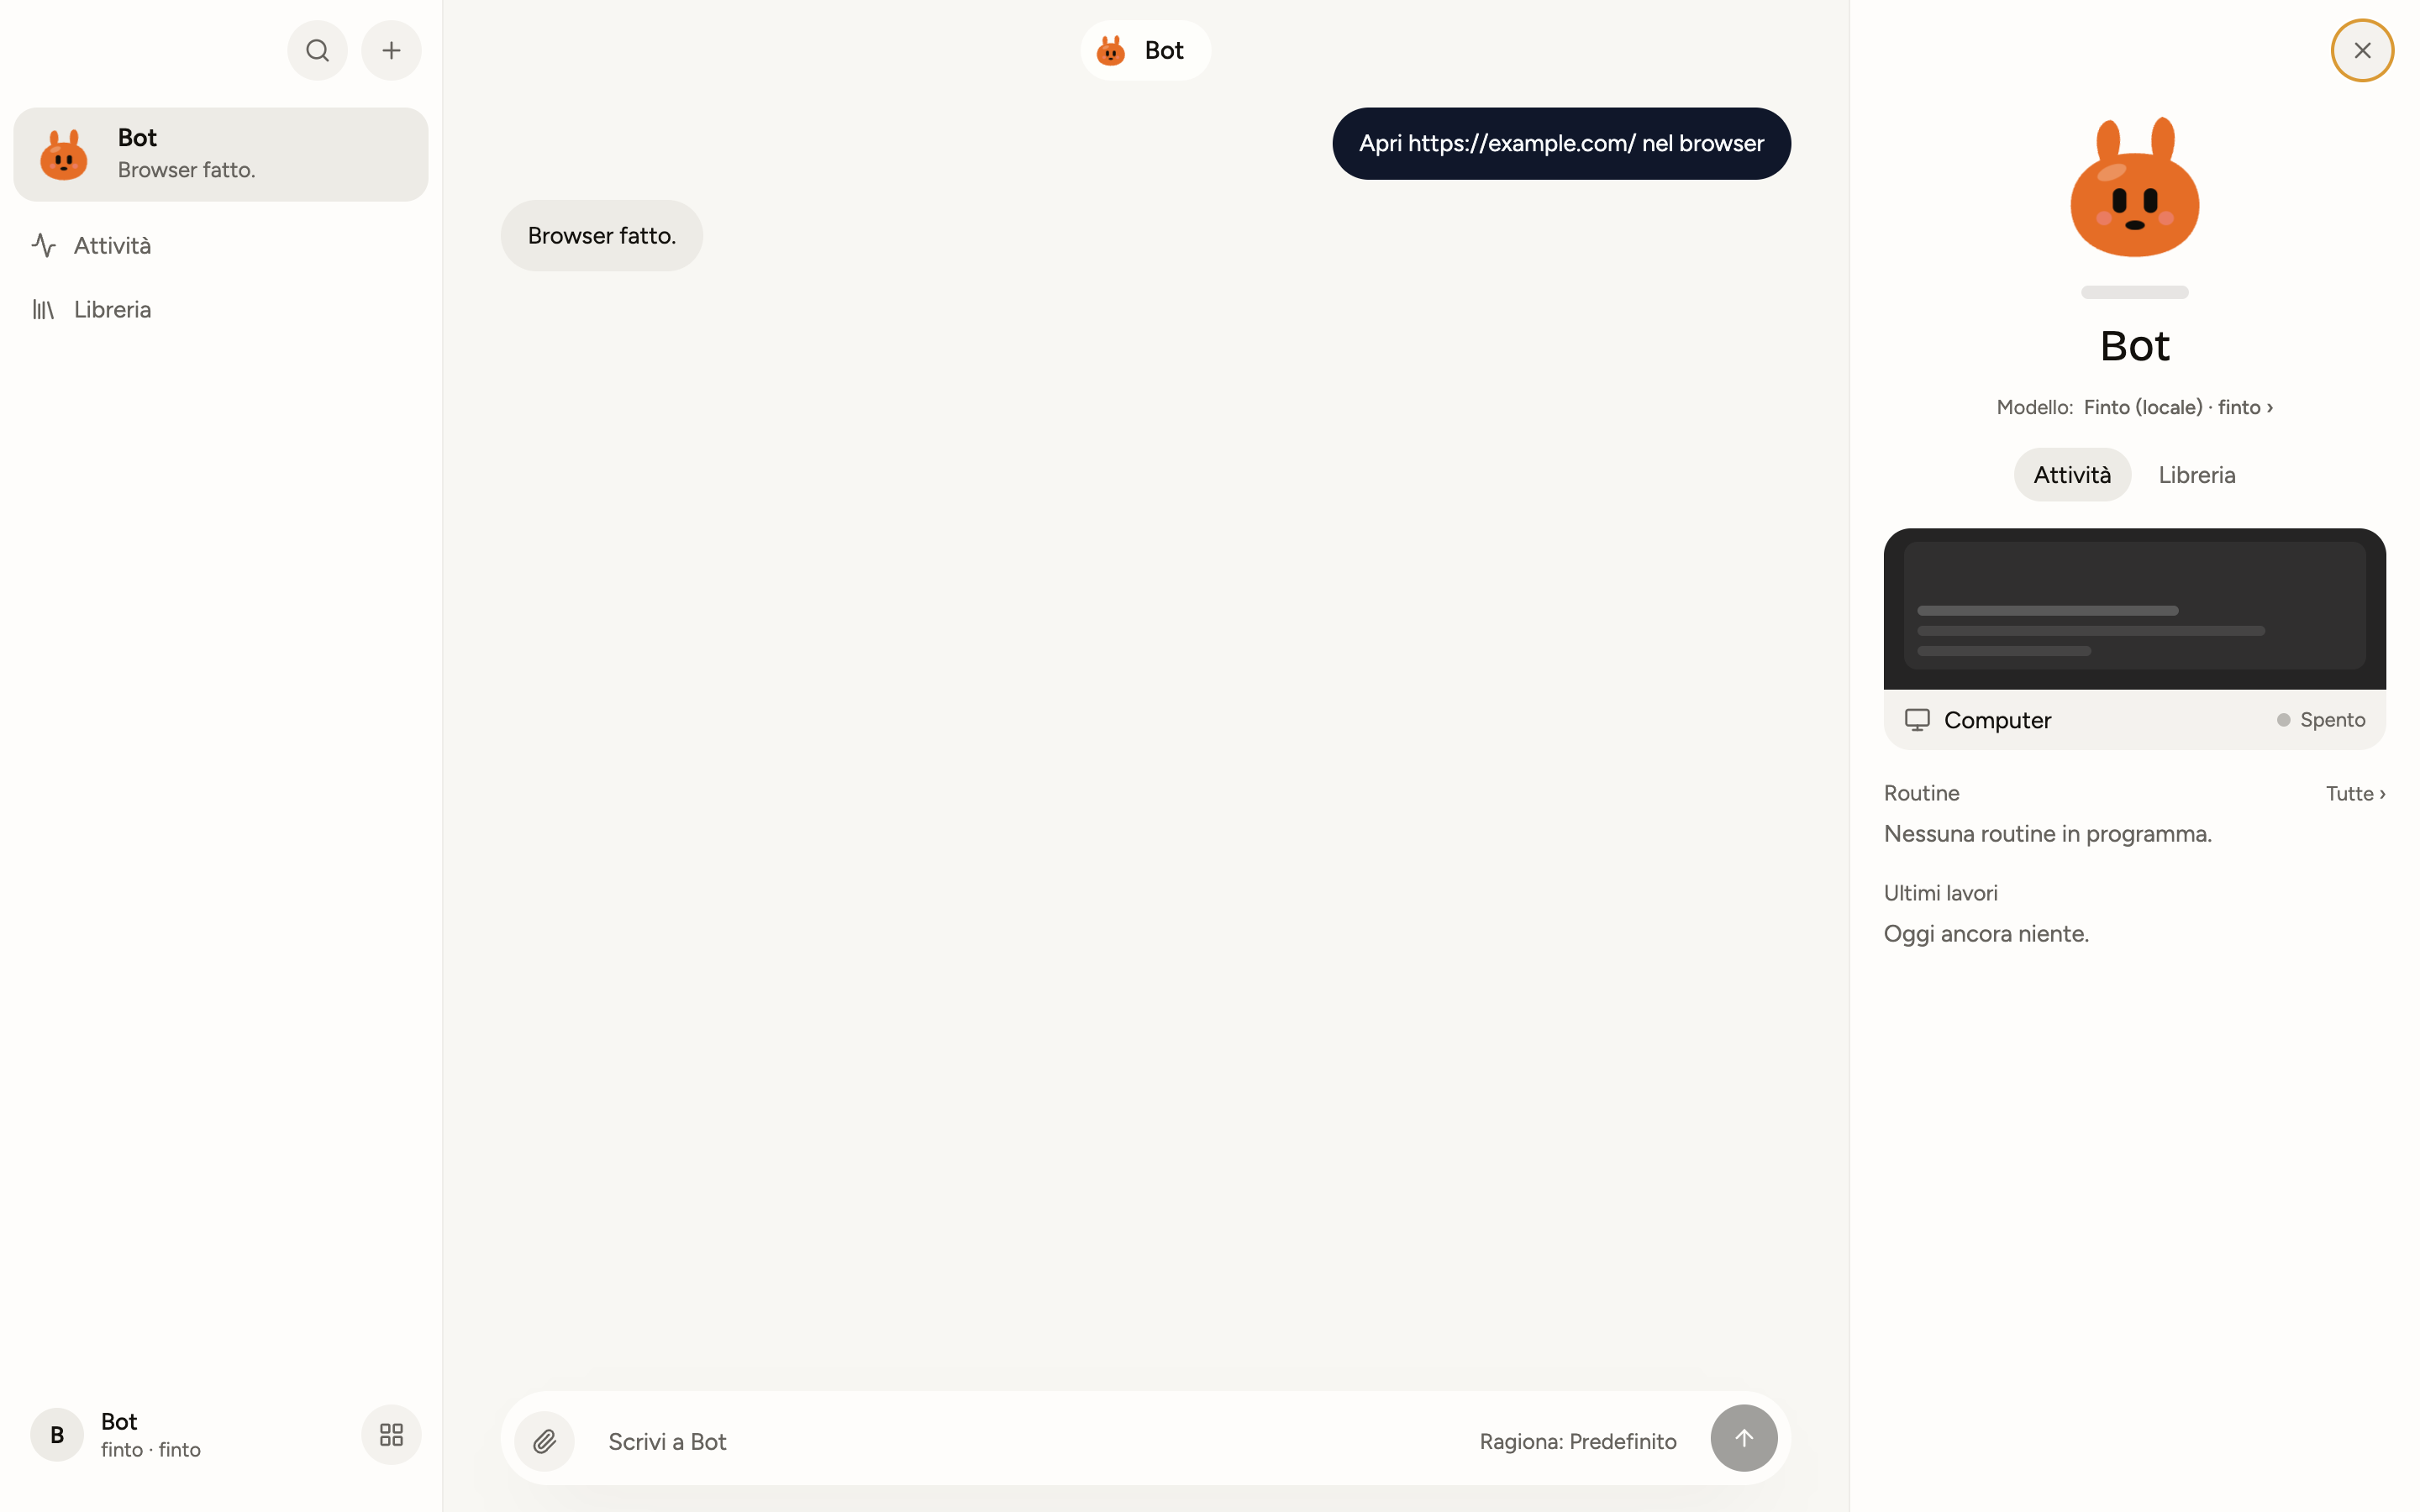 Bot
Browser fatto.
Attività
Libreria
B
Bot
finto · finto
Bot
Apri https://example.com/ nel browser
Browser fatto.
Scrivi a Bot
Ragiona: Predefinito
Bot
Modello: Finto (locale) · finto ›
Attività
Libreria
Computer
Spento
Routine
Tutte ›
Nessuna routine in programma.
Ultimi lavori
Oggi ancora niente.